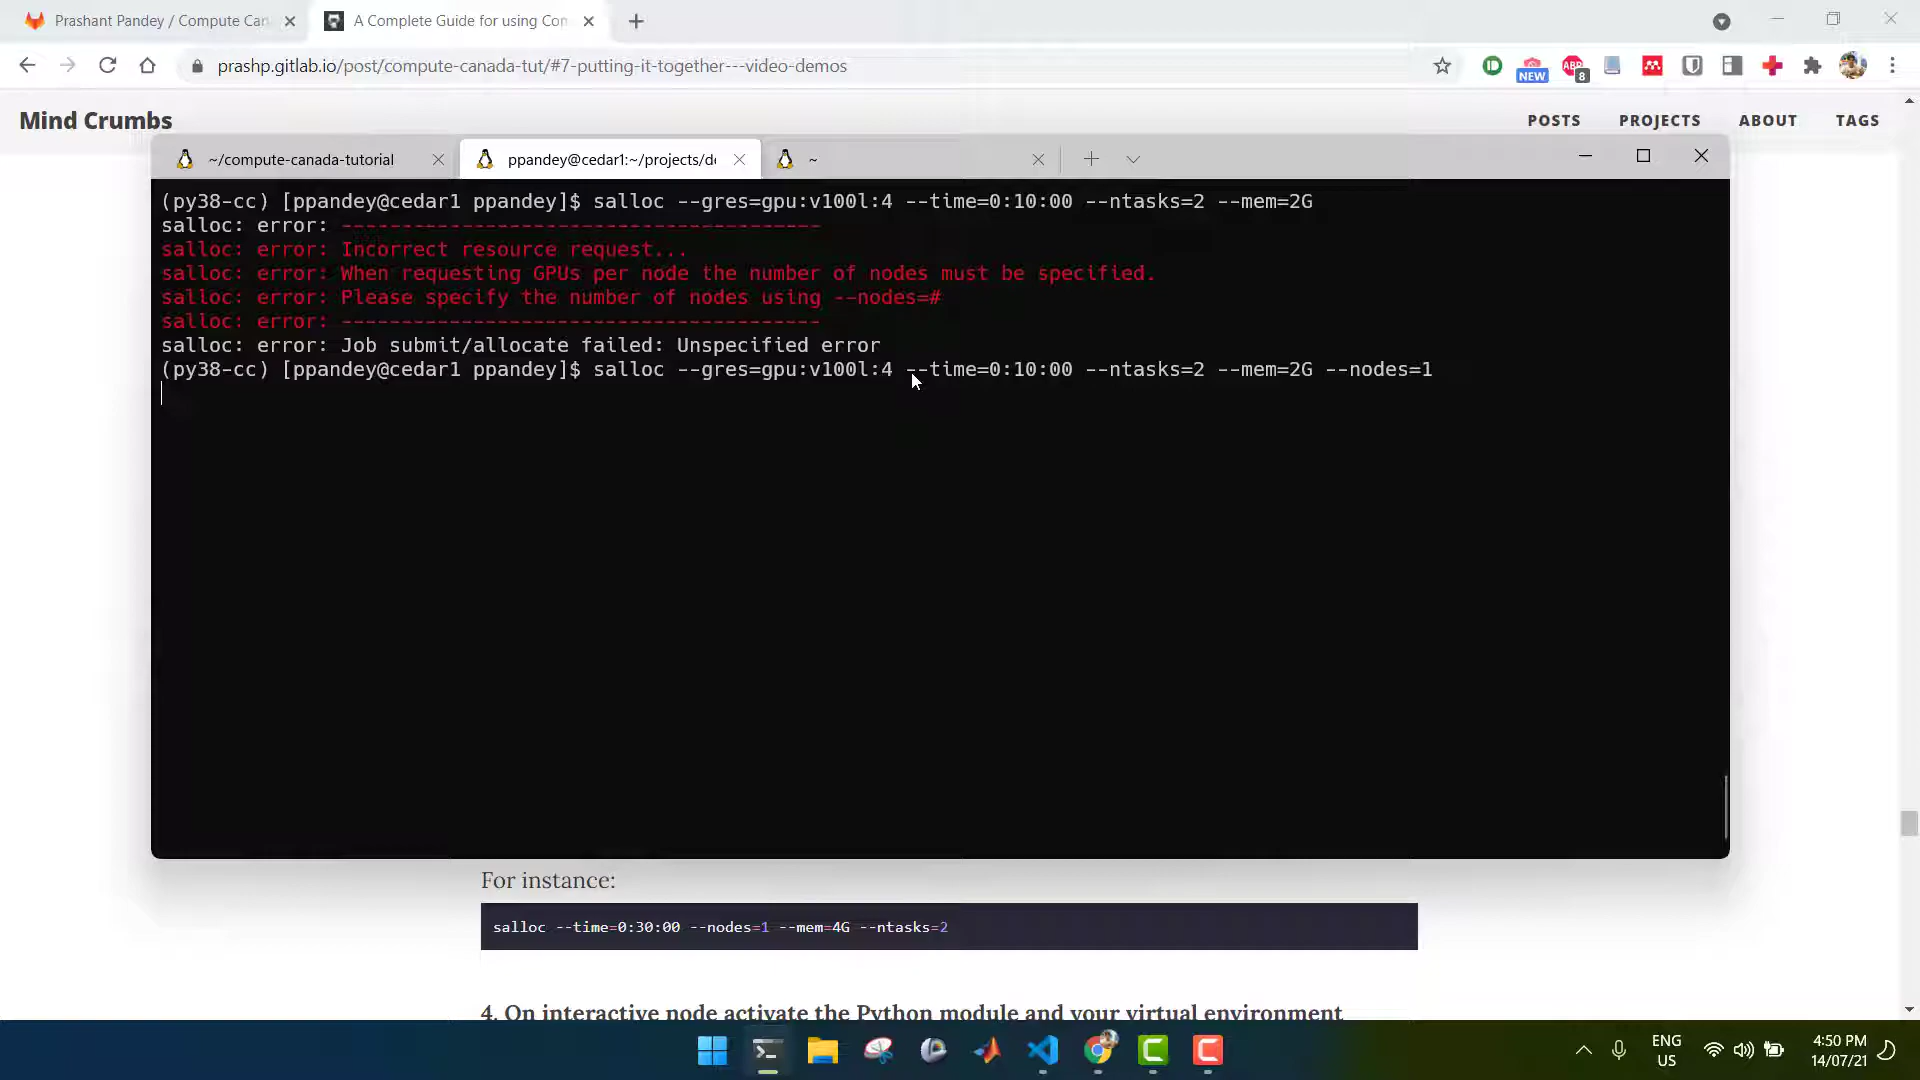 Prashant Pandey / Compute Can
A Complete Guide for using Con
prashp.gitlab.io/post/compute-canada-tut/#7-putting-it-together---video-demos
NEW
ABP
8
Mind Crumbs
POSTS
PROJECTS
ABOUT
TAGS
~/compute-canada-tutorial
ppandey@cedar1:~/projects/de
~
(py38-cc) [ppandey@cedar1 ppandey]$ salloc --gres=gpu:v100l:4 --time=0:10:00 --ntasks=2 --mem=2G
salloc: error: ----------------------------------------
salloc: error: Incorrect resource request...
salloc: error: When requesting GPUs per node the number of nodes must be specified.
salloc: error: Please specify the number of nodes using --nodes=#
salloc: error: ----------------------------------------
salloc: error: Job submit/allocate failed: Unspecified error
(py38-cc) [ppandey@cedar1 ppandey]$ salloc --gres=gpu:v100l:4 --time=0:10:00 --ntasks=2 --mem=2G --nodes=1
For instance:
salloc --time=0:30:00 --nodes=1 --mem=4G --ntasks=2
4. On interactive node activate the Python module and your virtual environment
ENG
US
4:50 PM
14/07/21